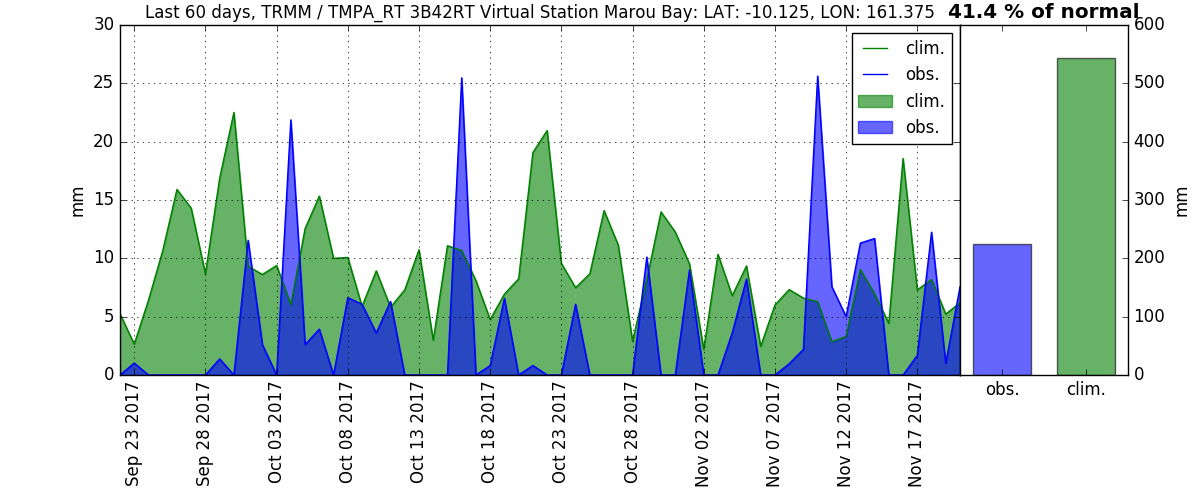 Last 60 days, TRMM / TMPA_RT 3B42RT Virtual Station Marou Bay: LAT: -10.125, LON: 161.375 41.4 % of normal
30
25
20
15
10
5
0
mm
clim.
obs.
clim.
obs.
600
500
400
300
200
100
0
mm
Sep 23 2017
Sep 28 2017
Oct 03 2017
Oct 08 2017
Oct 13 2017
Oct 18 2017
Oct 23 2017
Oct 28 2017
Nov 02 2017
Nov 07 2017
Nov 12 2017
Nov 17 2017
obs.
clim.